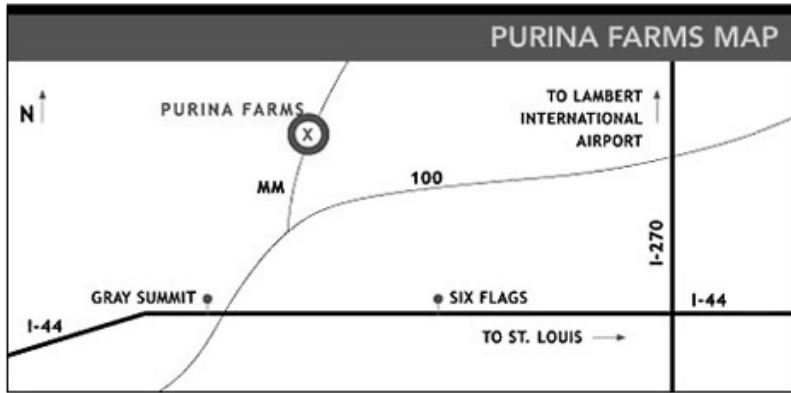 PURINA FARMS MAP
N
PURINA FARMS
X
TO LAMBERT
INTERNATIONAL
AIRPORT
MM
100
I-270
GRAY SUMMIT
SIX FLAGS
I-44
I-44
TO ST. LOUIS